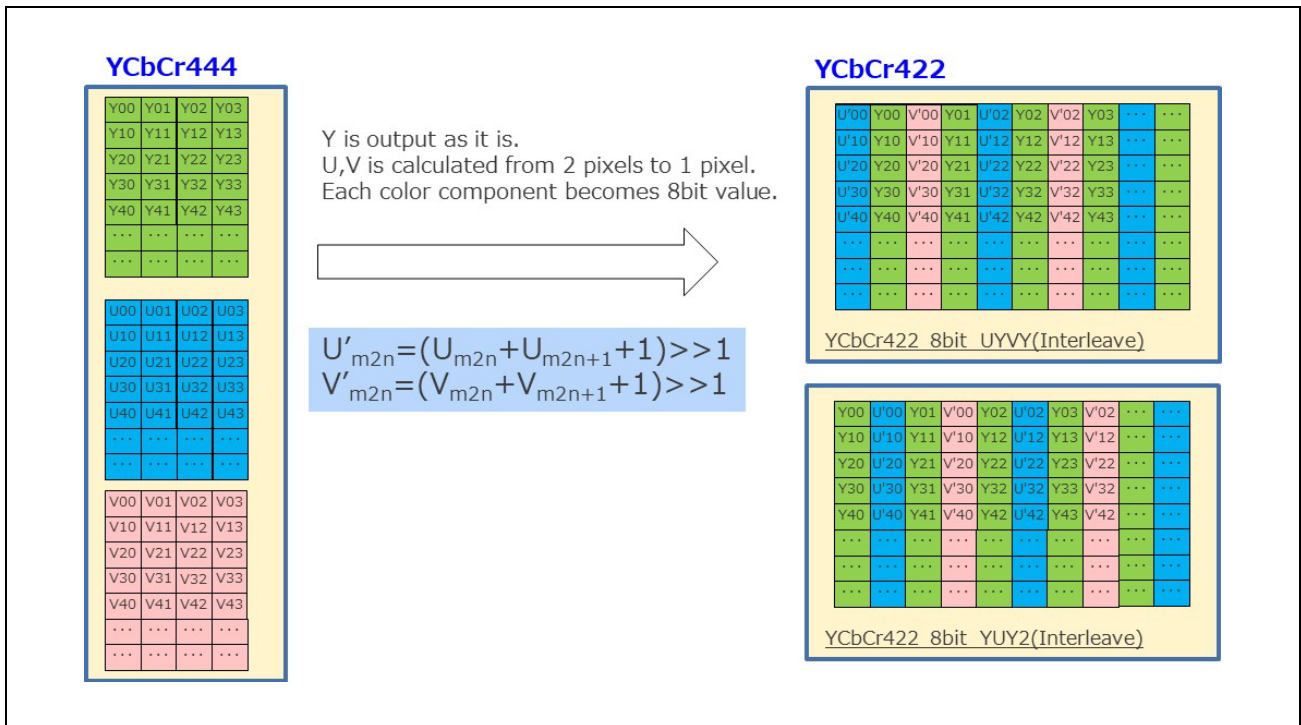 YCbCr444
Y00 Y01 Y02 Y03
Y10 Y11 Y12 Y13
Y20 Y21 Y22 Y23
Y30 Y31 Y32 Y33
Y40 Y41 Y42 Y43
... ... ... ...
... ... ... ...
U00 U01 U02 U03
U10 U11 U12 U13
U20 U21 U22 U23
U30 U31 U32 U33
U40 U41 U42 U43
... ... ... ...
... ... ... ...
V00 V01 V02 V03
V10 V11 V12 V13
V20 V21 V22 V23
V30 V31 V32 V33
V40 V41 V42 V43
... ... ... ...
... ... ... ...
Y is output as it is.
U,V is calculated from 2 pixels to 1 pixel.
Each color component becomes 8bit value.
U'm2n=(Um2n+Um2n+1+1)>>1
V'm2n=(Vm2n+Vm2n+1+1)>>1
YCbCr422
U'00 Y00 V'00 Y01 U'02 Y02 V'02 Y03 ... ...
U'10 Y10 V'10 Y11 U'12 Y12 V'12 Y13 ... ...
U'20 Y20 V'20 Y21 U'22 Y22 V'22 Y23 ... ...
U'30 Y30 V'30 Y31 U'32 Y32 V'32 Y33 ... ...
U'40 Y40 V'40 Y41 U'42 Y42 V'42 Y43 ... ...
... ... ... ... ... ... ... ... ... ...
... ... ... ... ... ... ... ... ... ...
... ... ... ... ... ... ... ... ... ...
YCbCr422 8bit UYVY(Interleave)
Y00 U'00 Y01 V'00 Y02 U'02 Y03 V'02 ... ...
Y10 U'10 Y11 V'10 Y12 U'12 Y13 V'12 ... ...
Y20 U'20 Y21 V'20 Y22 U'22 Y23 V'22 ... ...
Y30 U'30 Y31 V'30 Y32 U'32 Y33 V'32 ... ...
Y40 U'40 Y41 V'40 Y42 U'42 Y43 V'42 ... ...
... ... ... ... ... ... ... ... ... ...
... ... ... ... ... ... ... ... ... ...
... ... ... ... ... ... ... ... ... ...
YCbCr422 8bit YUY2(Interleave)